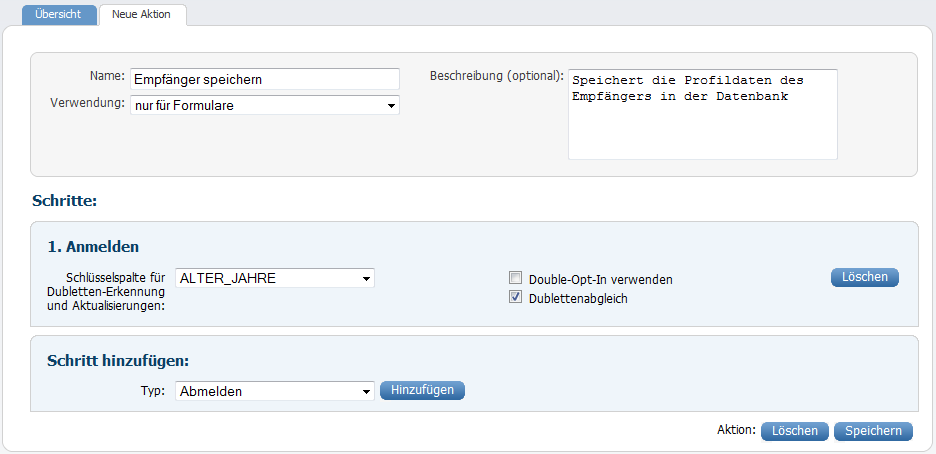 Übersicht
Neue Aktion
Name:
Empfänger speichern
Verwendung:
nur für Formulare
Beschreibung (optional):
Speichert die Profildaten des
Empfängers in der Datenbank
Schritte:
1. Anmelden
Schlüsselspalte für
Dubletten-Erkennung
und Aktualisierungen:
ALTER_JAHRE
Double-Opt-In verwenden
Dublettenabgleich
Löschen
Schritt hinzufügen:
Typ:
Abmelden
Hinzufügen
Aktion:
Löschen
Speichern